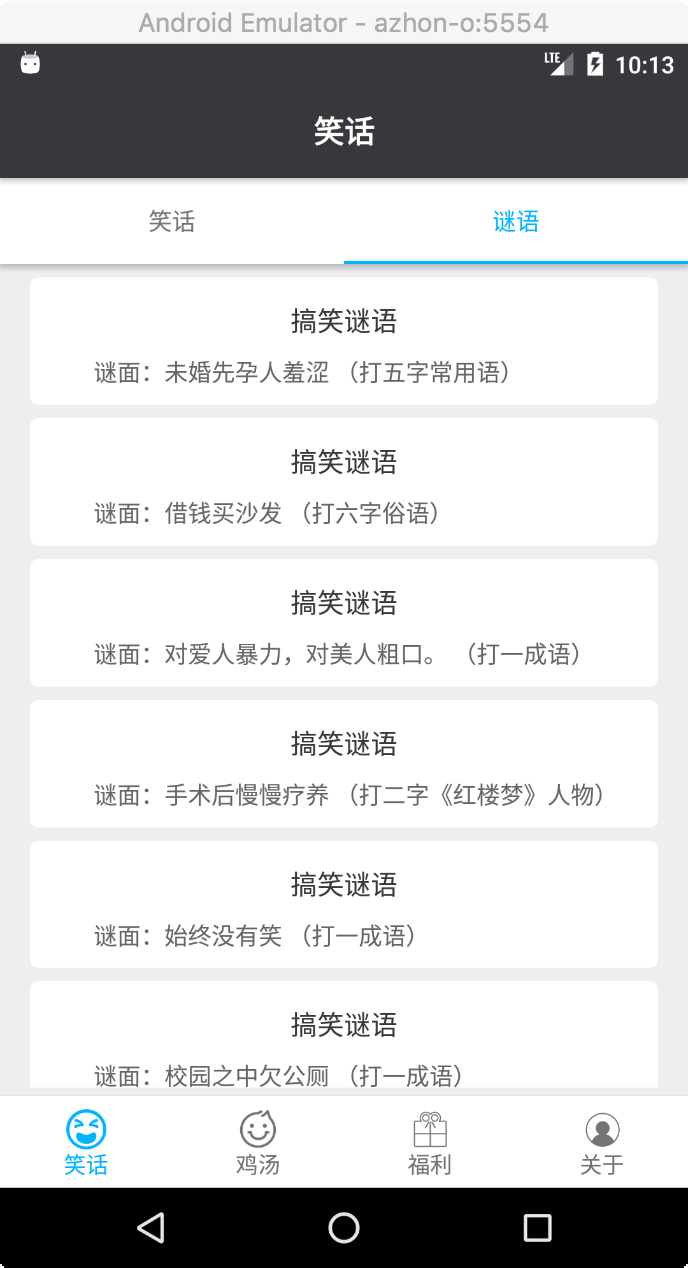 Android Emulator - azhon-o:5554
LTE 10:13
笑话
笑话 谜语
搞笑谜语
谜面：未婚先孕人羞涩 （打五字常用语）
搞笑谜语
谜面：借钱买沙发 （打六字俗语）
搞笑谜语
谜面：对爱人暴力，对美人粗口。 （打一成语）
搞笑谜语
谜面：手术后慢慢疗养 （打二字《红楼梦》人物）
搞笑谜语
谜面：始终没有笑 （打一成语）
搞笑谜语
谜面：校园之中欠公厕 （打一成语）
笑话 鸡汤 福利 关于